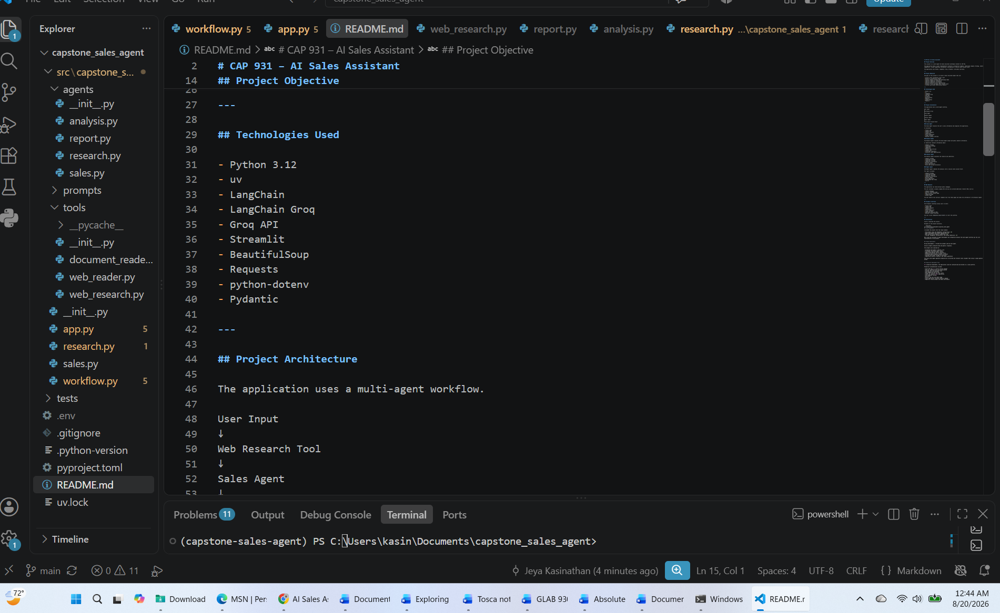 capstone_sales_agent
Update
Explorer
workflow.py 5
app.py 5
README.md
web_research.py
report.py
analysis.py
research.py ...\capstone_sales_agent 1
research
1
capstone_sales_agent
README.md > abc # CAP 931 – AI Sales Assistant > abc ## Project Objective
src\capstone_s...
agents
__init__.py
analysis.py
report.py
research.py
sales.py
prompts
tools
__pycache__
__init__.py
document_reade...
web_reader.py
web_research.py
__init__.py
app.py 5
research.py 1
sales.py
workflow.py 5
tests
.env
.gitignore
.python-version
pyproject.toml
README.md
uv.lock
Timeline
1
2 # CAP 931 – AI Sales Assistant
14 ## Project Objective
26
27 ---
28
29 ## Technologies Used
30
31 - Python 3.12
32 - uv
33 - LangChain
34 - LangChain Groq
35 - Groq API
36 - Streamlit
37 - BeautifulSoup
38 - Requests
39 - python-dotenv
40 - Pydantic
41
42 ---
43
44 ## Project Architecture
45
46 The application uses a multi-agent workflow.
47
48 User Input
49 ↓
50 Web Research Tool
51 ↓
52 Sales Agent
53 ↓
Problems 11
Output
Debug Console
Terminal
Ports
powershell
(capstone-sales-agent) PS C:\Users\kasin\Documents\capstone_sales_agent>
main
0
11
Jeya Kasinathan (4 minutes ago)
Ln 15, Col 1
Spaces: 4
UTF-8
CRLF
{ } Markdown
72°
Download
MSN | Per
AI Sales As
Document
Exploring
Tosca not
GLAB 930
Absolute
Documer
Windows
README.r
12:44 AM
8/20/2026